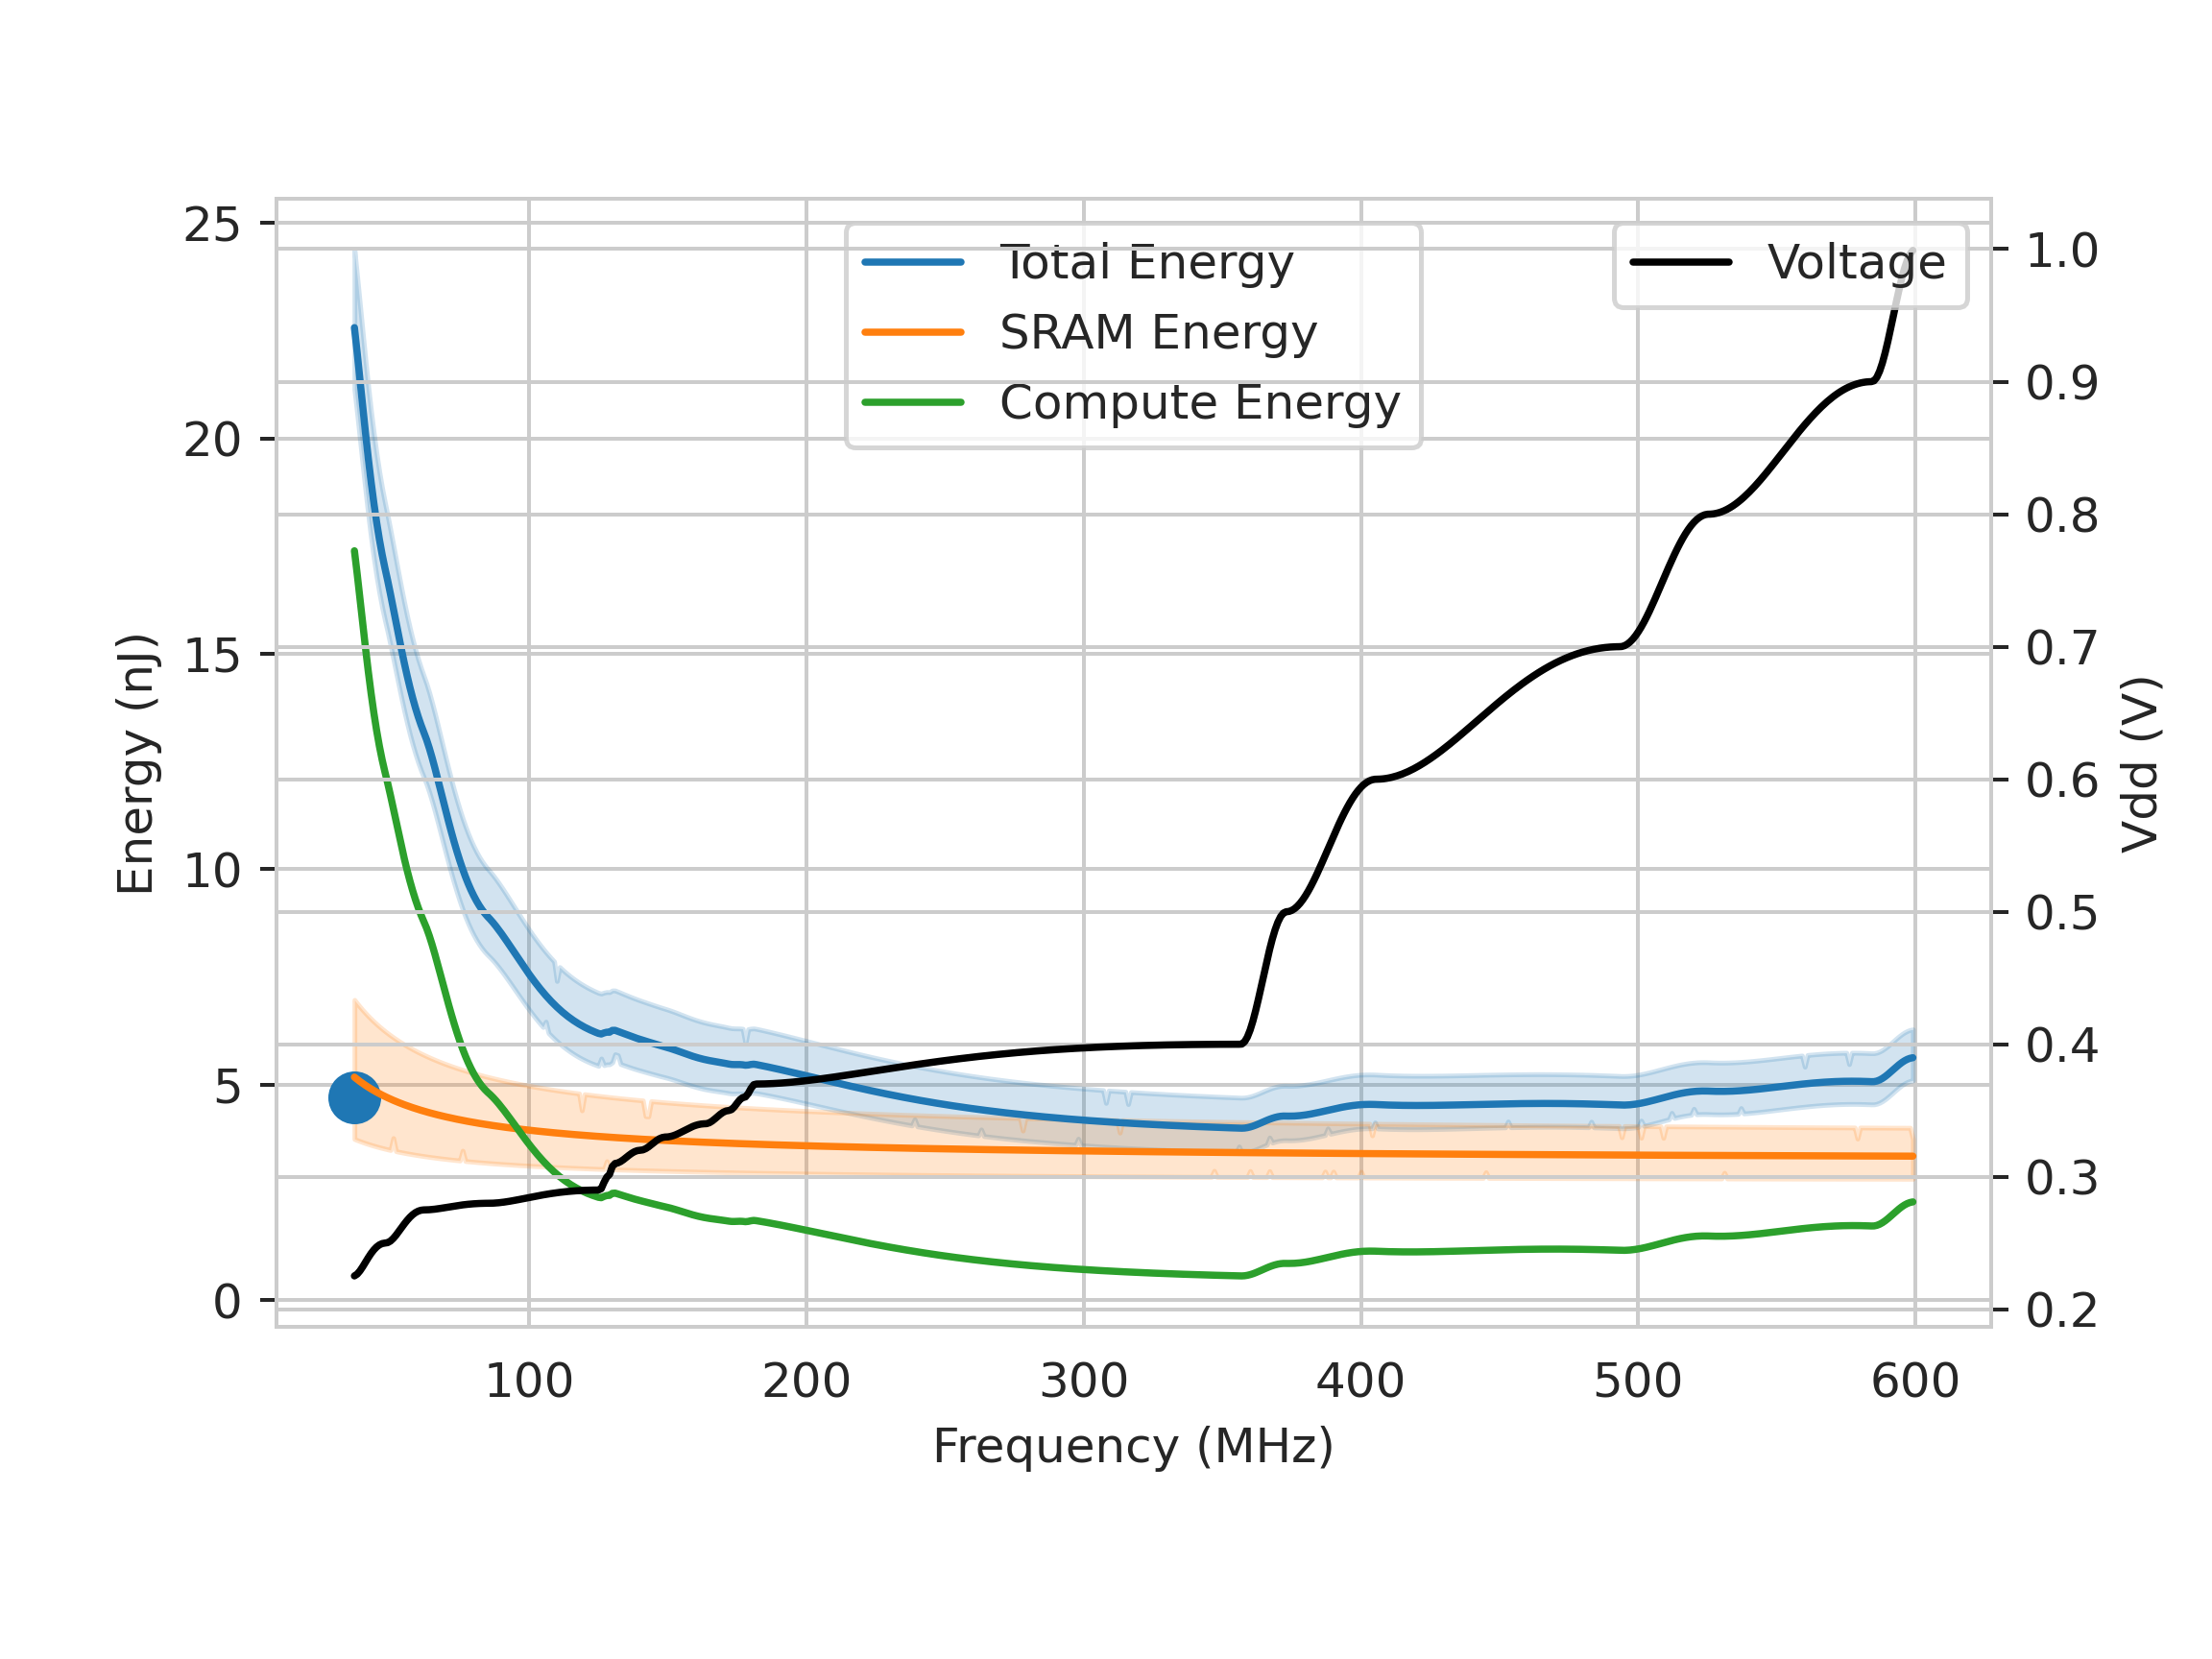 Total Energy
SRAM Energy
Compute Energy
Voltage
Energy (nJ)
25
20
15
10
5
0
1.0
0.9
0.8
0.7
0.6
0.5
0.4
0.3
0.2
Vdd (V)
100 200 300 400 500 600
Frequency (MHz)